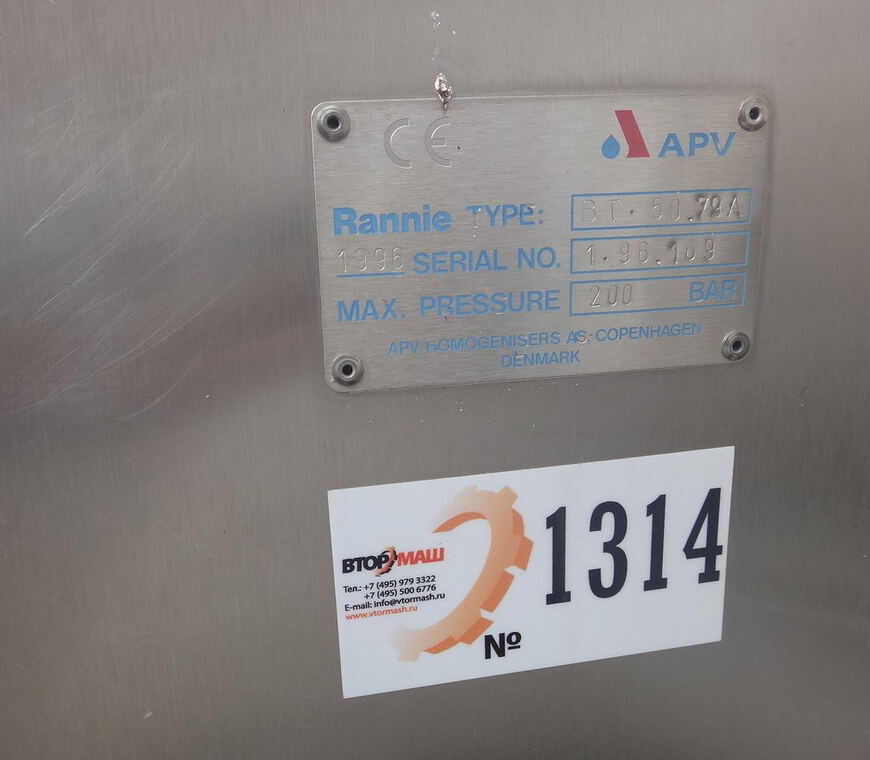 CE
APV
Rannie TYPE: BT. 50.79A
1996 SERIAL NO. 1.96.109
MAX. PRESSURE 200 BAR
APV HOMOGENISERS AS, COPENHAGEN
DENMARK
ВТОРМАШ
Тел.: +7 (495) 979 3322
+7 (495) 500 6776
E-mail: info@vtormash.ru
www.vtormash.ru
№ 1314